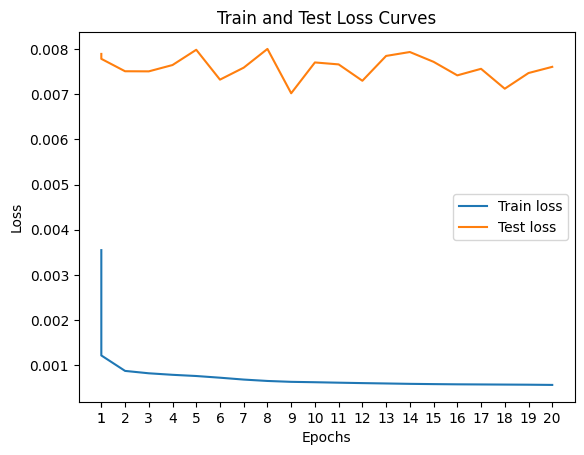 Train and Test Loss Curves
0.008
0.007
0.006
0.005
0.004
0.003
0.002
0.001
Loss
Train loss
Test loss
1 2 3 4 5 6 7 8 9 10 11 12 13 14 15 16 17 18 19 20
Epochs